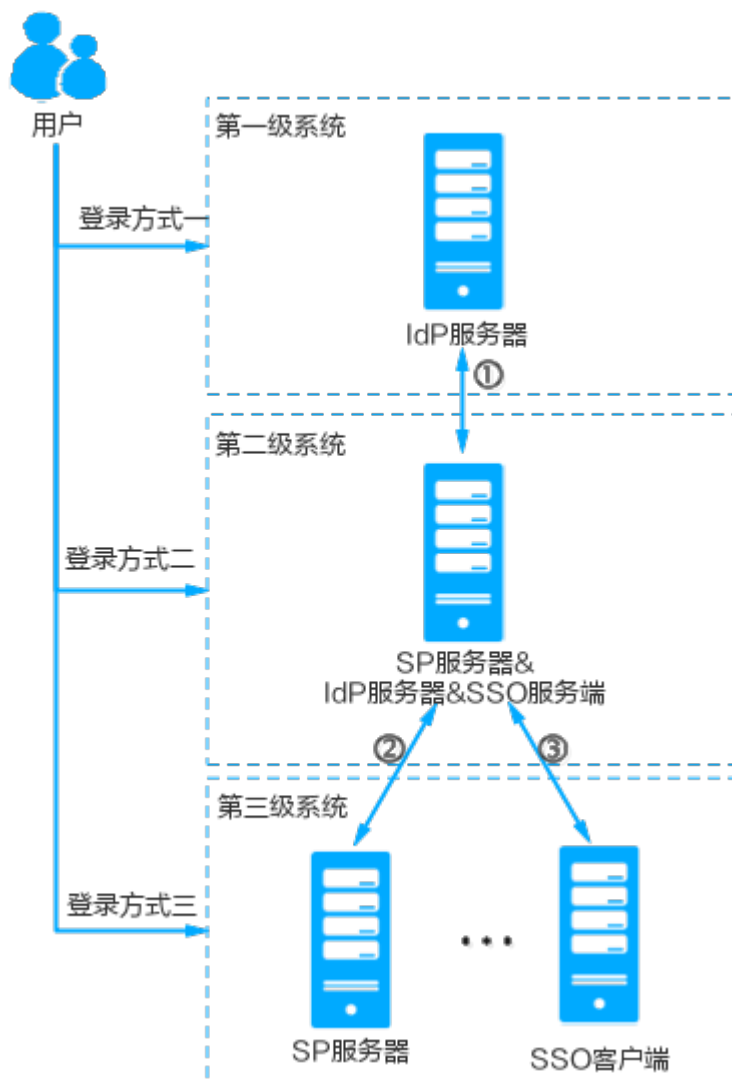 用户
第一级系统
登录方式一
IdP服务器
①
第二级系统
登录方式二
SP服务器&
IdP服务器&SSO服务端
②
③
第三级系统
登录方式三
SP服务器
SSO客户端